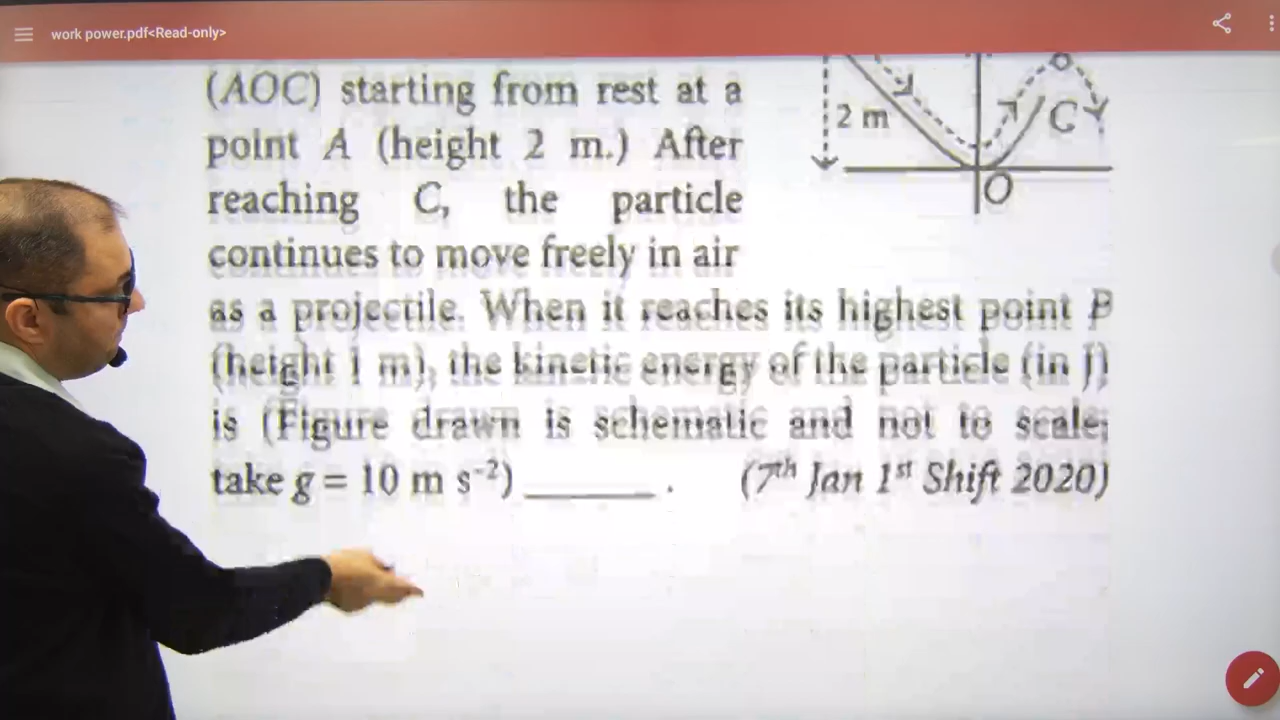 work power.pdf<Read-only>
(AOC) starting from rest at a
point A (height 2 m.) After
reaching C, the particle
continues to move freely in air
as a projectile. When it reaches its highest point P
(height 1 m), the kinetic energy of the particle (in J)
is (Figure drawn is schematic and not to scale;
take g = 10 m s⁻²) ______ . (7th Jan 1st Shift 2020)
2 m
C
O